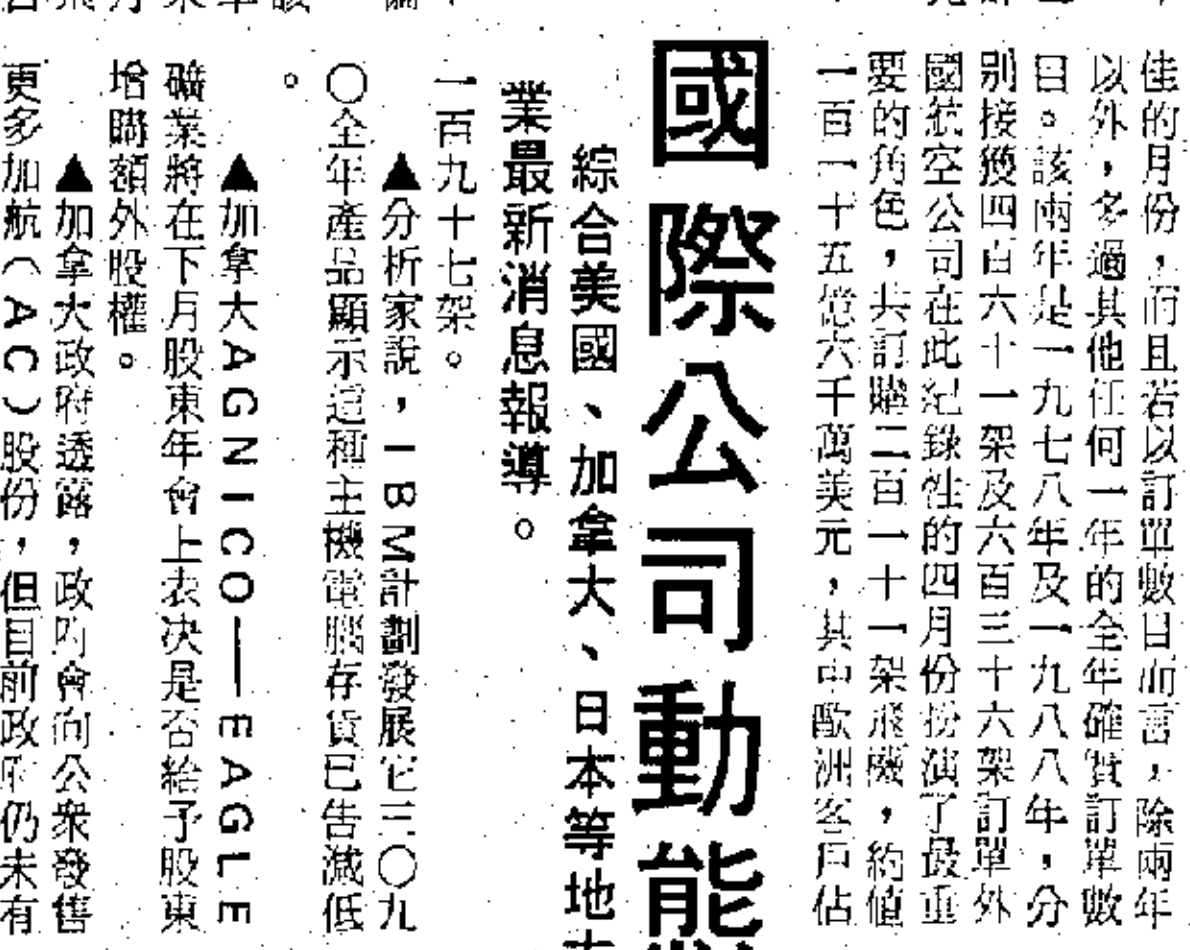 佳的月份，而且若以訂單數目而言，除兩年
以外，多過其他任何一年的全年確實訂單數
目。該兩年是一九七八年及一九八八年，分
別接獲四百六十一架及六百三十六架訂單外
國航空公司在此紀錄性的四月份扮演了最重
要的角色，共訂購二百一十一架飛機，約值
一百一十五億六千萬美元，其中歐洲客戶佔
國際公司動態
綜合美國、加拿大、日本等地
業最新消息報導。
一百九十七架。
▲分析家說，IBM計劃發展它三〇九
〇全年產品顯示這種主機電腦存貨已告減低
。
▲加拿大AGNICO—EAGLE
礦業將在下月股東年會上表決是否給予股東
增購額外股權。
▲加拿大政府透露，政府會向公衆發售
更多加航（AC）股份，但目前政府仍未有